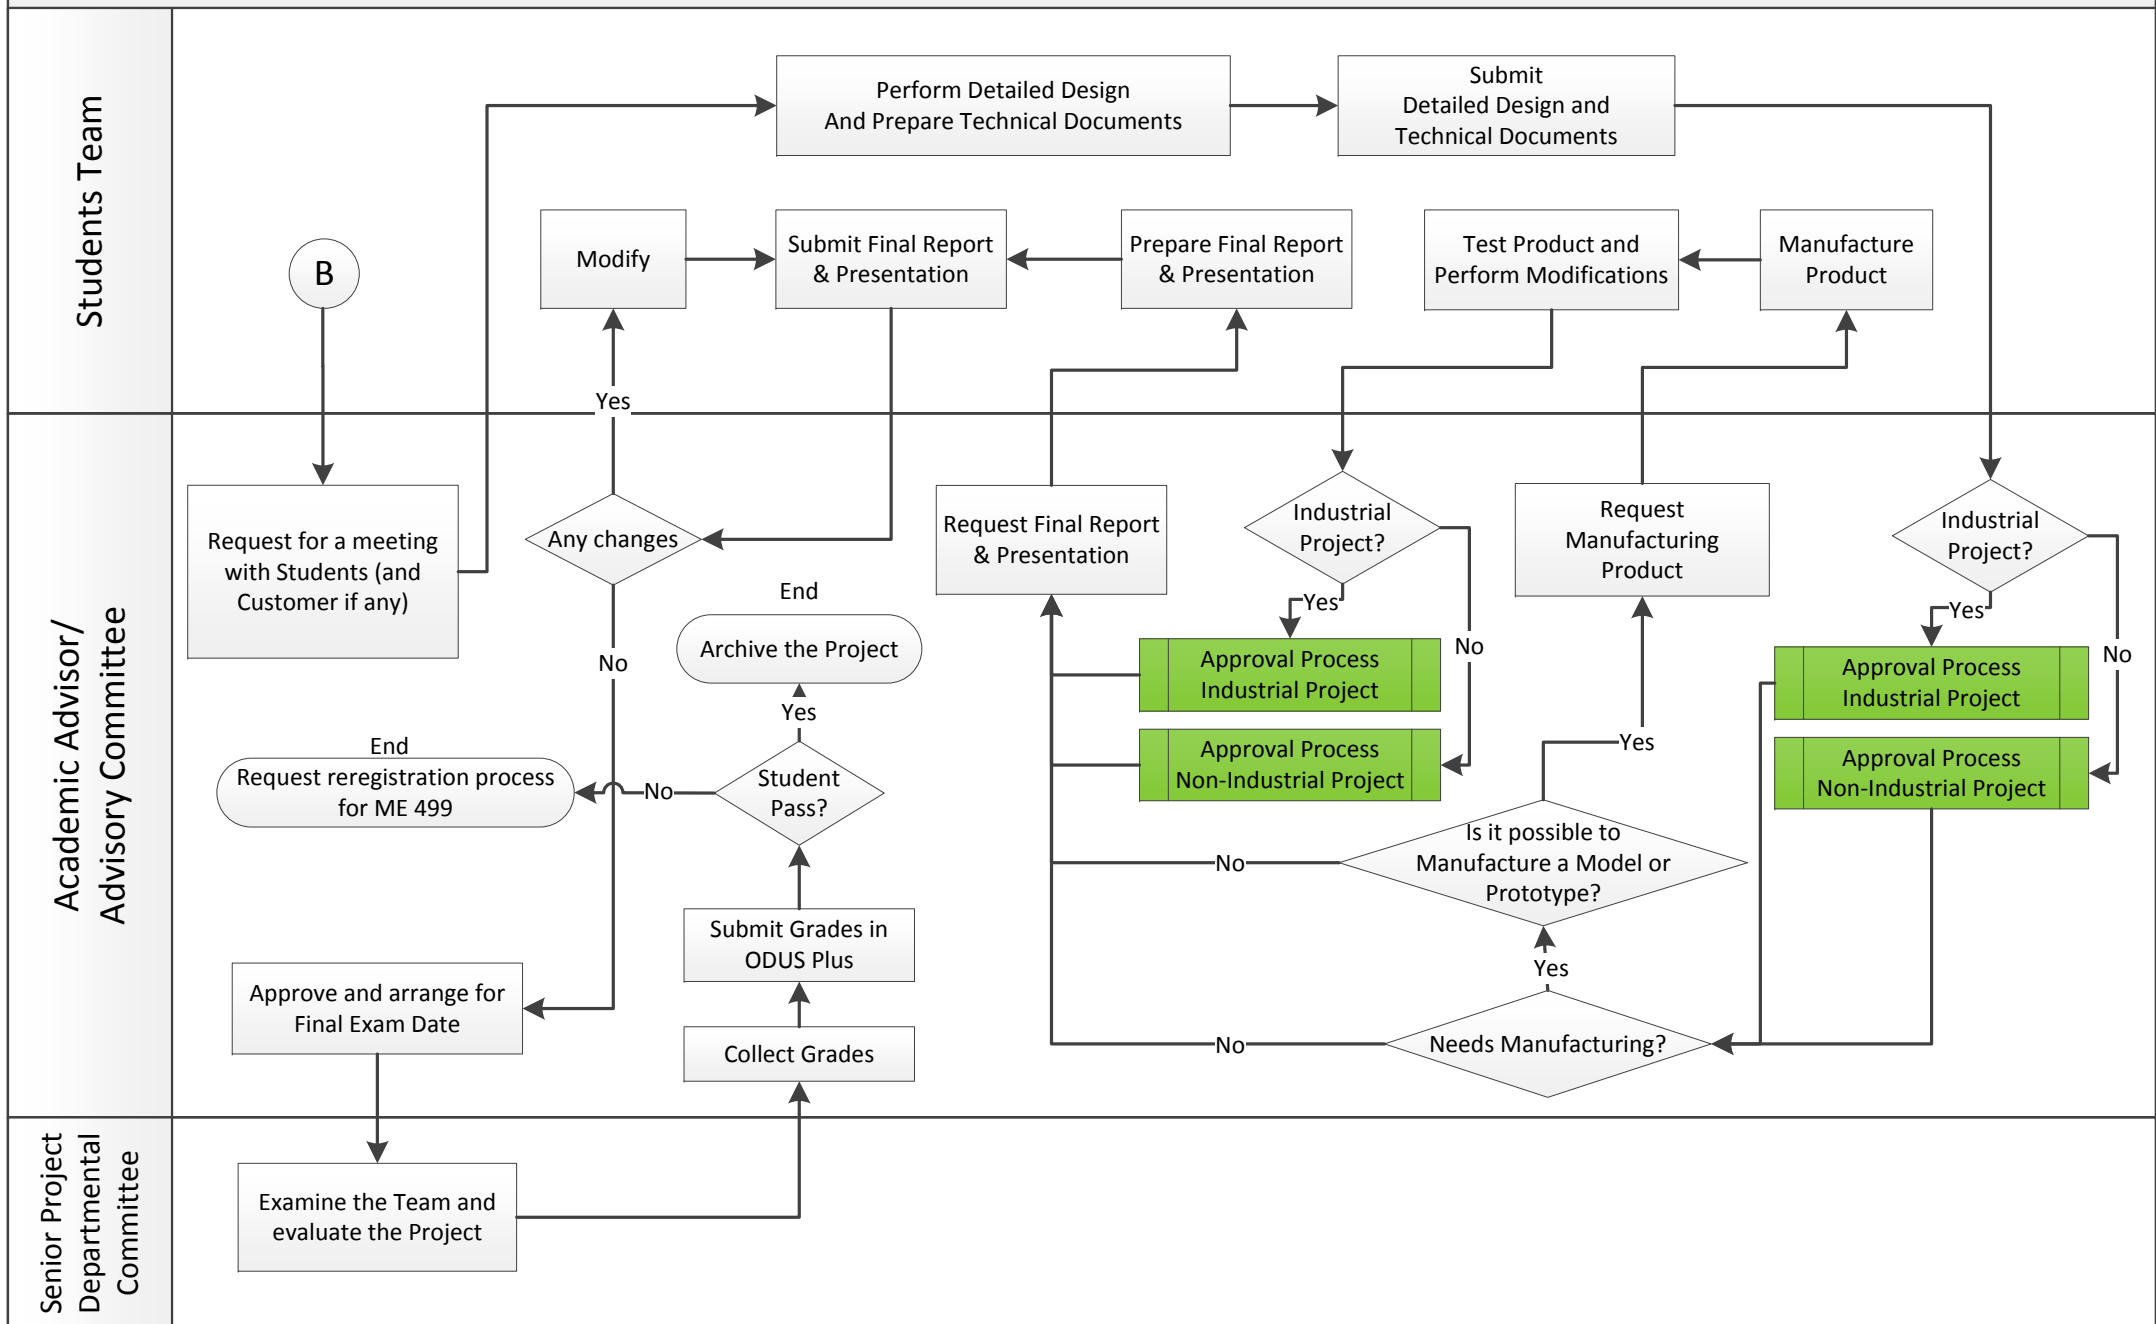 Students Team
Perform Detailed Design
And Prepare Technical Documents
Submit
Detailed Design and
Technical Documents
B
Modify
Submit Final Report
& Presentation
Prepare Final Report
& Presentation
Test Product and
Perform Modifications
Manufacture
Product
Yes
Academic Advisor/
Advisory Committee
Request for a meeting
with Students (and
Customer if any)
Any changes
No
Request Final Report
& Presentation
Industrial
Project?
Yes
No
Request
Manufacturing
Product
Industrial
Project?
Yes
No
End
Archive the Project
Yes
Approval Process
Industrial Project
Approval Process
Non-Industrial Project
Approval Process
Industrial Project
Approval Process
Non-Industrial Project
Yes
End
Request reregistration process
for ME 499
No
Student
Pass?
Is it possible to
Manufacture a Model or
Prototype?
No
Submit Grades in
ODUS Plus
Yes
Approve and arrange for
Final Exam Date
Collect Grades
Needs Manufacturing?
No
Senior Project
Departmental
Committee
Examine the Team and
evaluate the Project